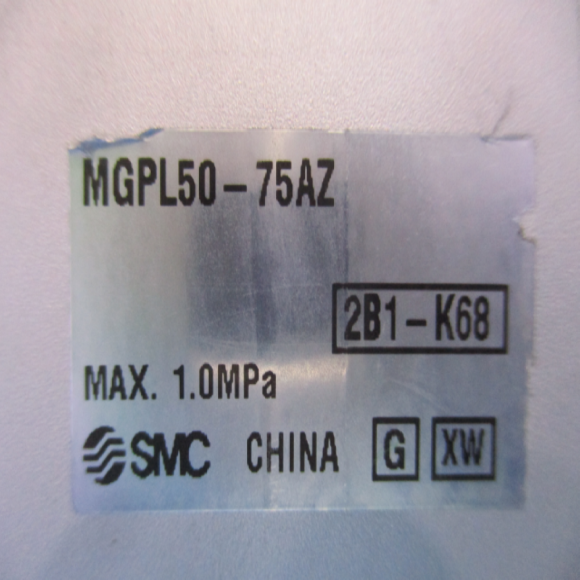 MGPL50-75AZ
2B1-K68
MAX. 1.0MPa
SMC CHINA G XW